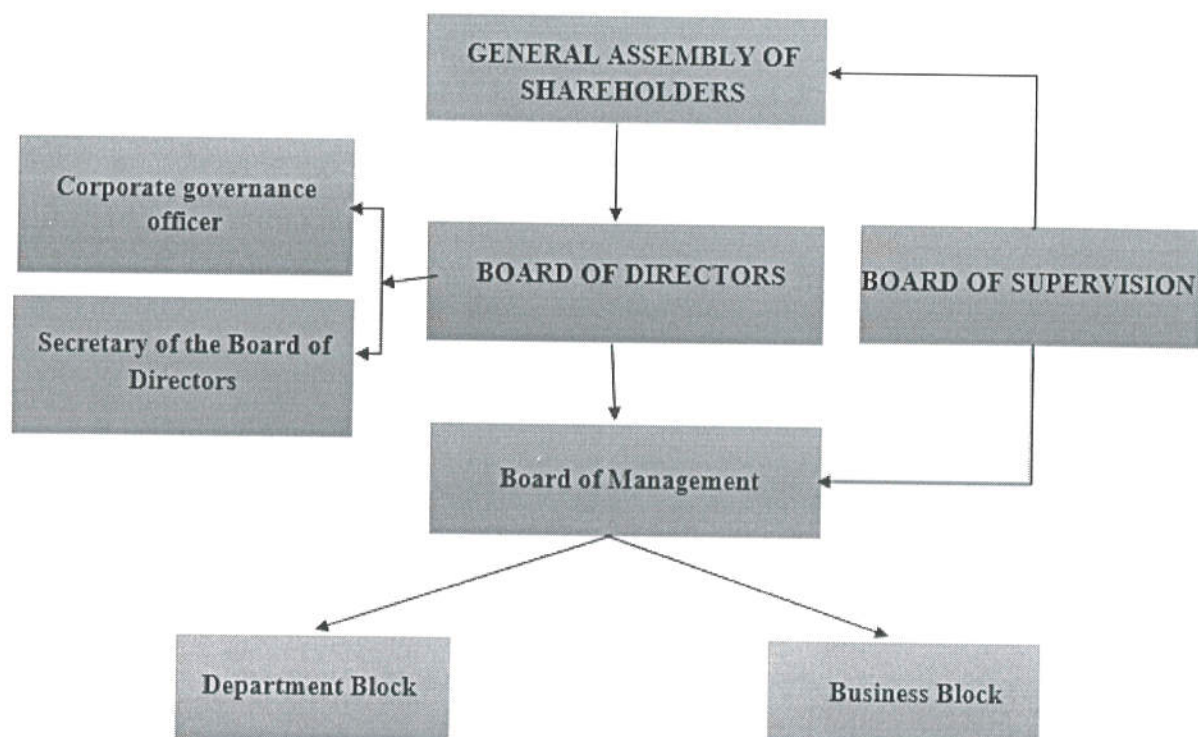 GENERAL ASSEMBLY OF
SHAREHOLDERS
Corporate governance
officer
BOARD OF DIRECTORS
BOARD OF SUPERVISION
Secretary of the Board of
Directors
Board of Management
Department Block
Business Block